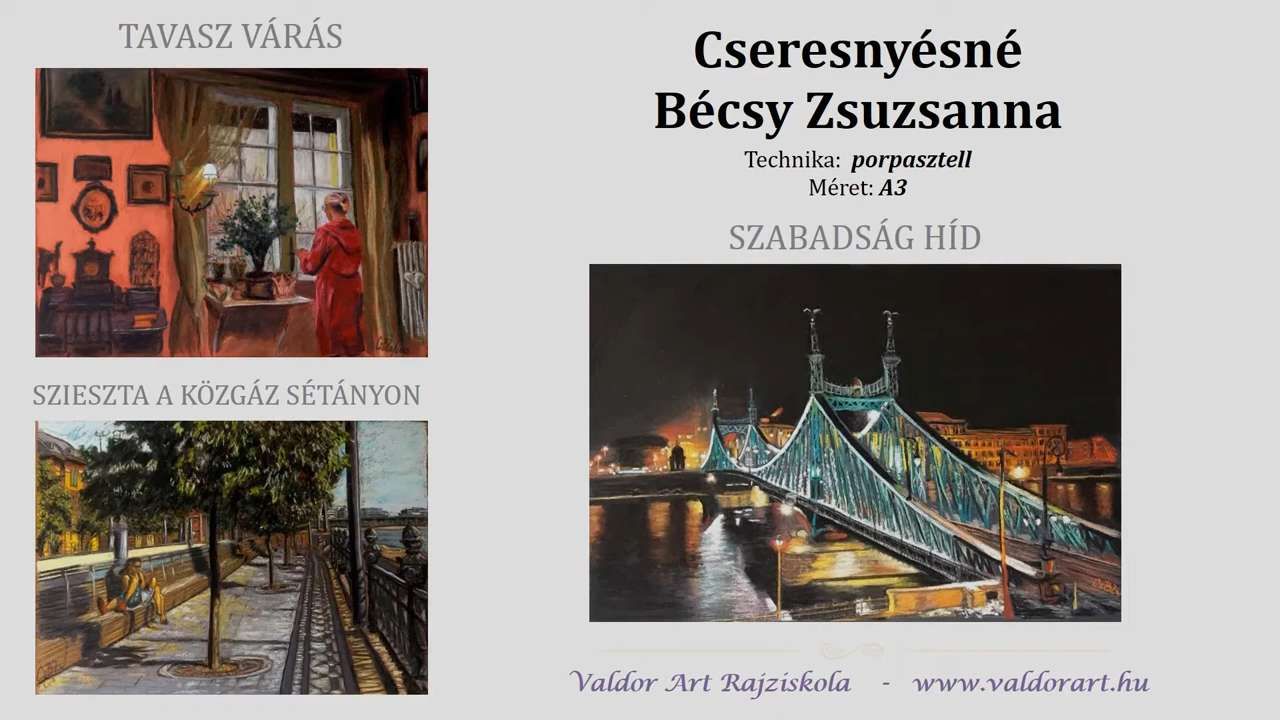 TAVASZ VÁRÁS
SZIESZTA A KÖZGÁZ SÉTÁNYON
Cseresnyésné
Bécsy Zsuzsanna
Technika: porpasztell
Méret: A3
SZABADSÁG HÍD
Valdor Art Rajziskola - www.valdorart.hu